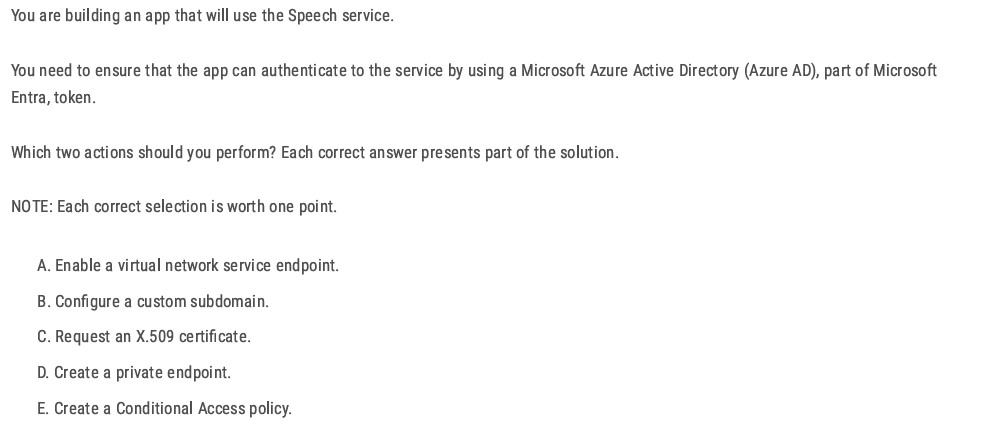 You are building an app that will use the Speech service.
You need to ensure that the app can authenticate to the service by using a Microsoft Azure Active Directory (Azure AD), part of Microsoft
Entra, token.
Which two actions should you perform? Each correct answer presents part of the solution.
NOTE: Each correct selection is worth one point.
A. Enable a virtual network service endpoint.
B. Configure a custom subdomain.
C. Request an X.509 certificate.
D. Create a private endpoint.
E. Create a Conditional Access policy.